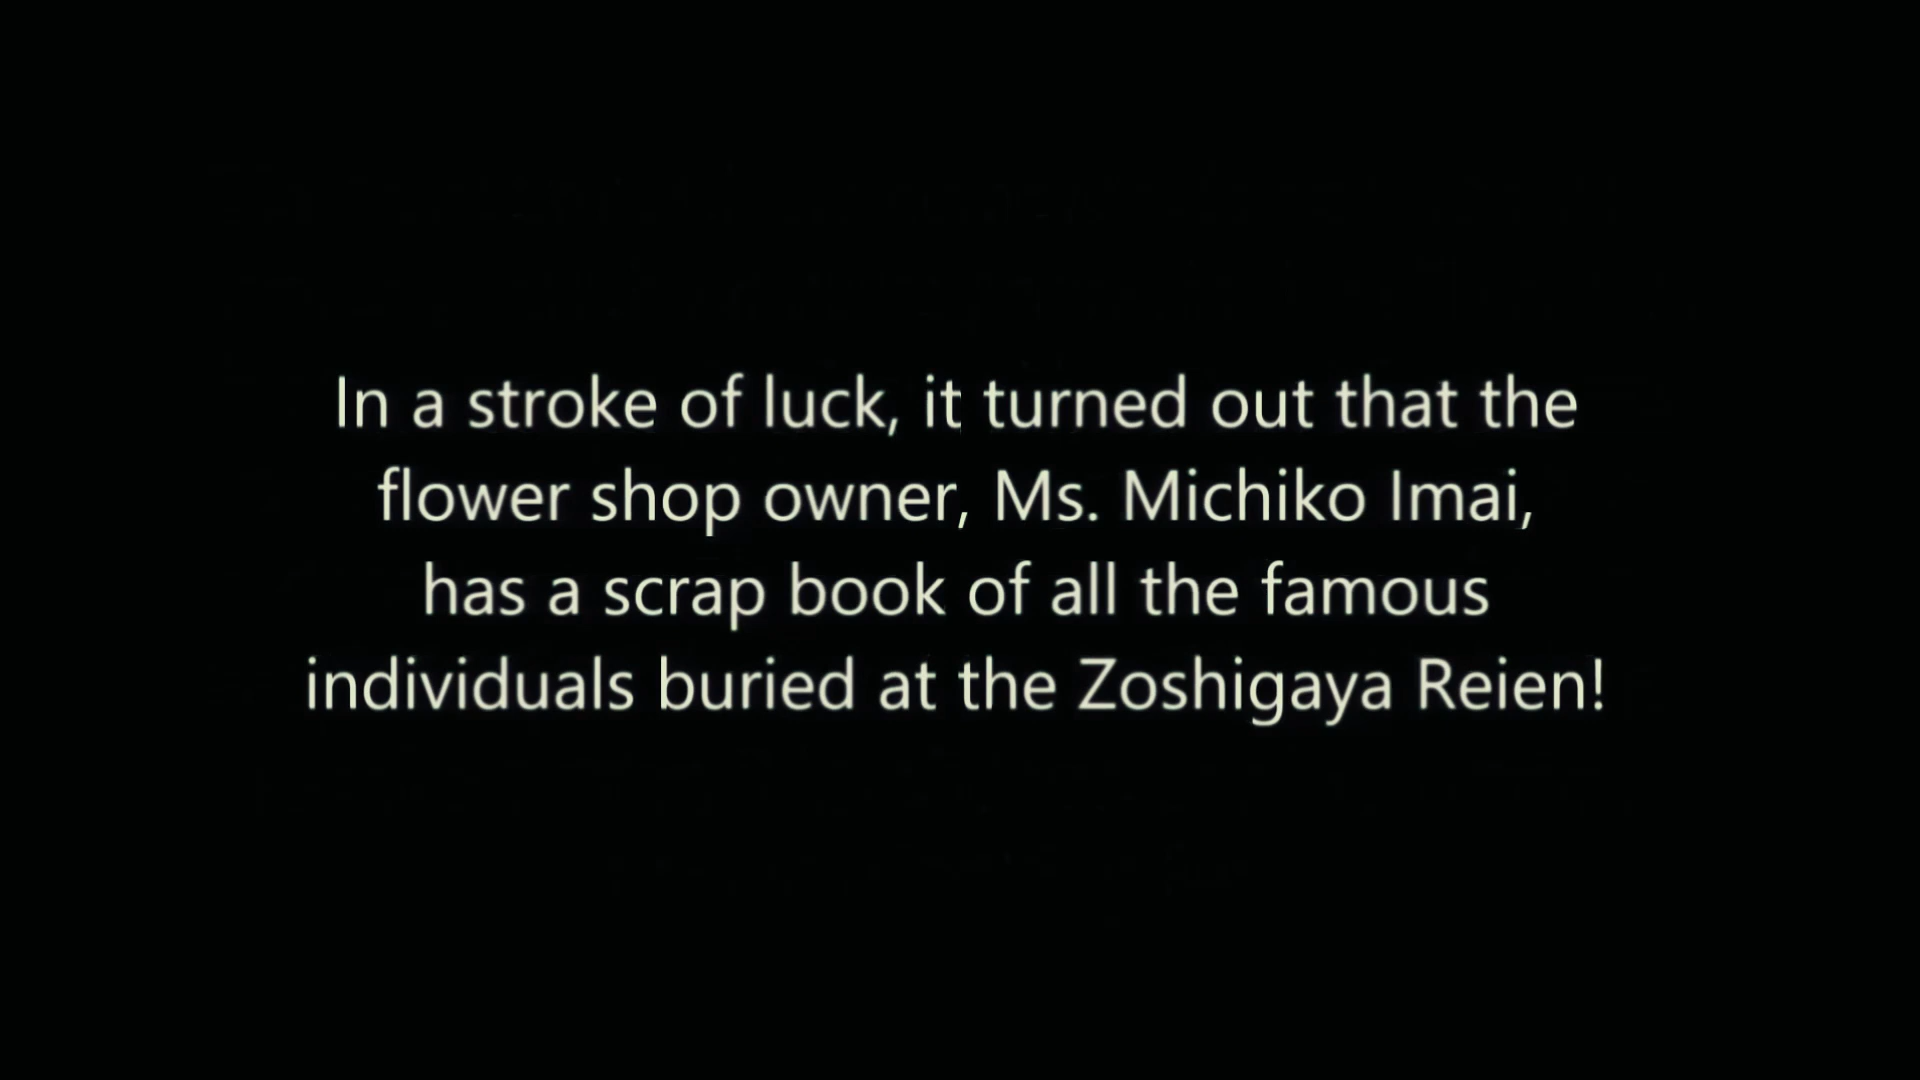 In a stroke of luck, it turned out that the
flower shop owner, Ms. Michiko Imai,
has a scrap book of all the famous
individuals buried at the Zoshigaya Reien!